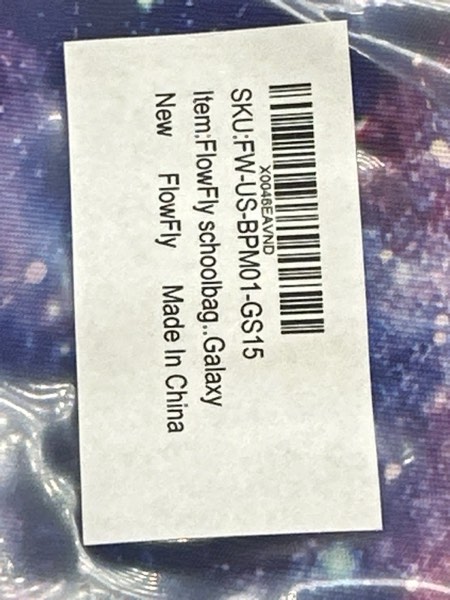 X0046EAVND
SKU:FW-US-BPM01-GS15
Item:FlowFly schoolbag..Galaxy
New FlowFly Made In China